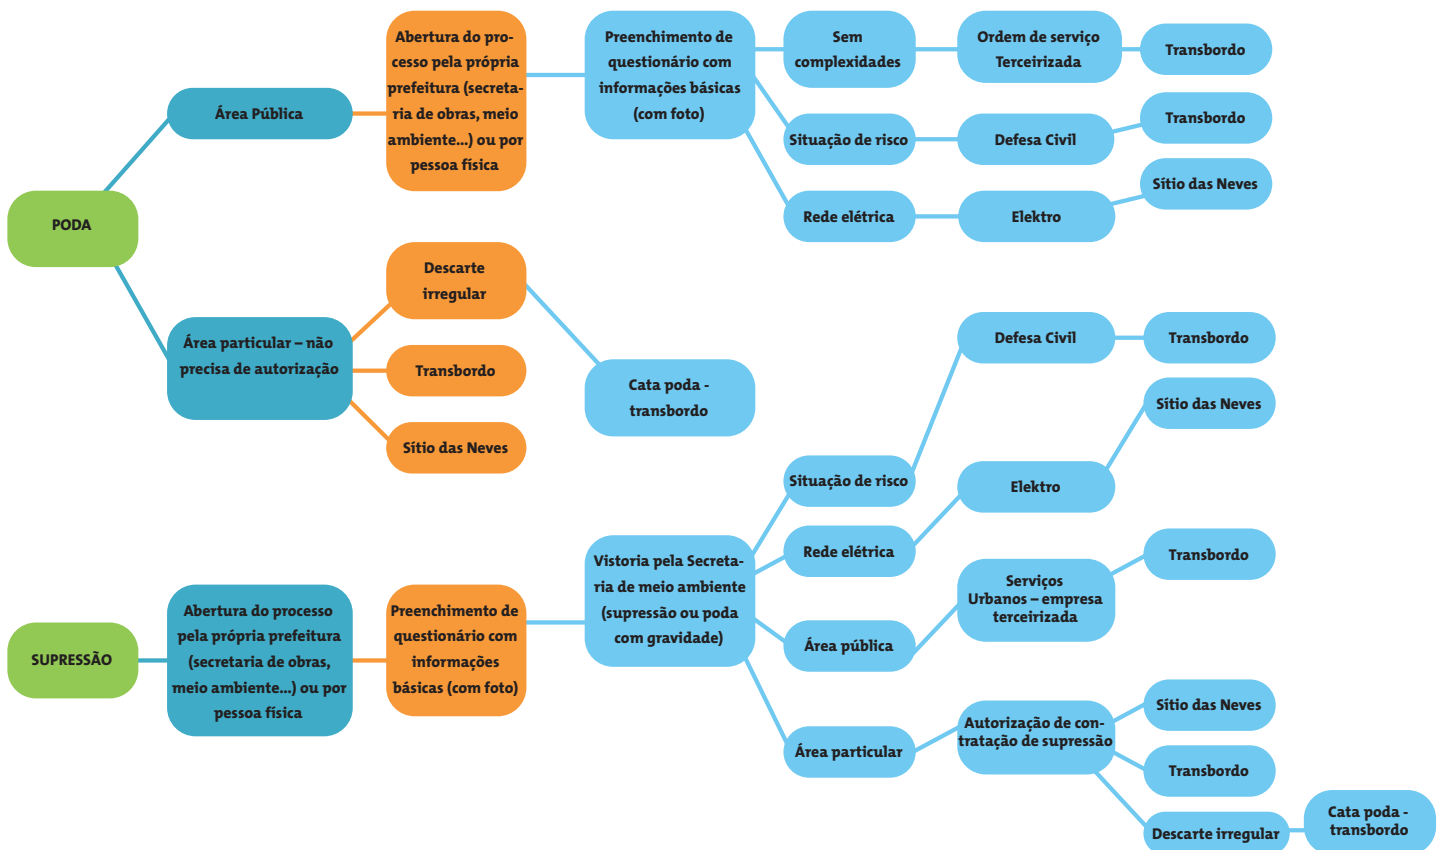 PODA
Área Pública
Abertura do pro-
cesso pela própria
prefeitura (secreta-
ria de obras, meio
ambiente...) ou por
pessoa física
Preenchimento de
questionário com
informações básicas
(com foto)
Sem
complexidades
Ordem de serviço
Terceirizada
Transbordo
Situação de risco
Defesa Civil
Transbordo
Rede elétrica
Elektro
Sítio das Neves
Área particular – não
precisa de autorização
Descarte
irregular
Cata poda -
transbordo
Transbordo
Sítio das Neves
SUPRESSÃO
Abertura do processo
pela própria prefeitura
(secretaria de obras,
meio ambiente...) ou por
pessoa física
Preenchimento de
questionário com
informações
básicas (com foto)
Vistoria pela Secreta-
ria de meio ambiente
(supressão ou poda
com gravidade)
Situação de risco
Defesa Civil
Transbordo
Rede elétrica
Elektro
Sítio das Neves
Área pública
Serviços
Urbanos – empresa
terceirizada
Transbordo
Área particular
Autorização de con-
tratação de supressão
Sítio das Neves
Transbordo
Descarte irregular
Cata poda -
transbordo